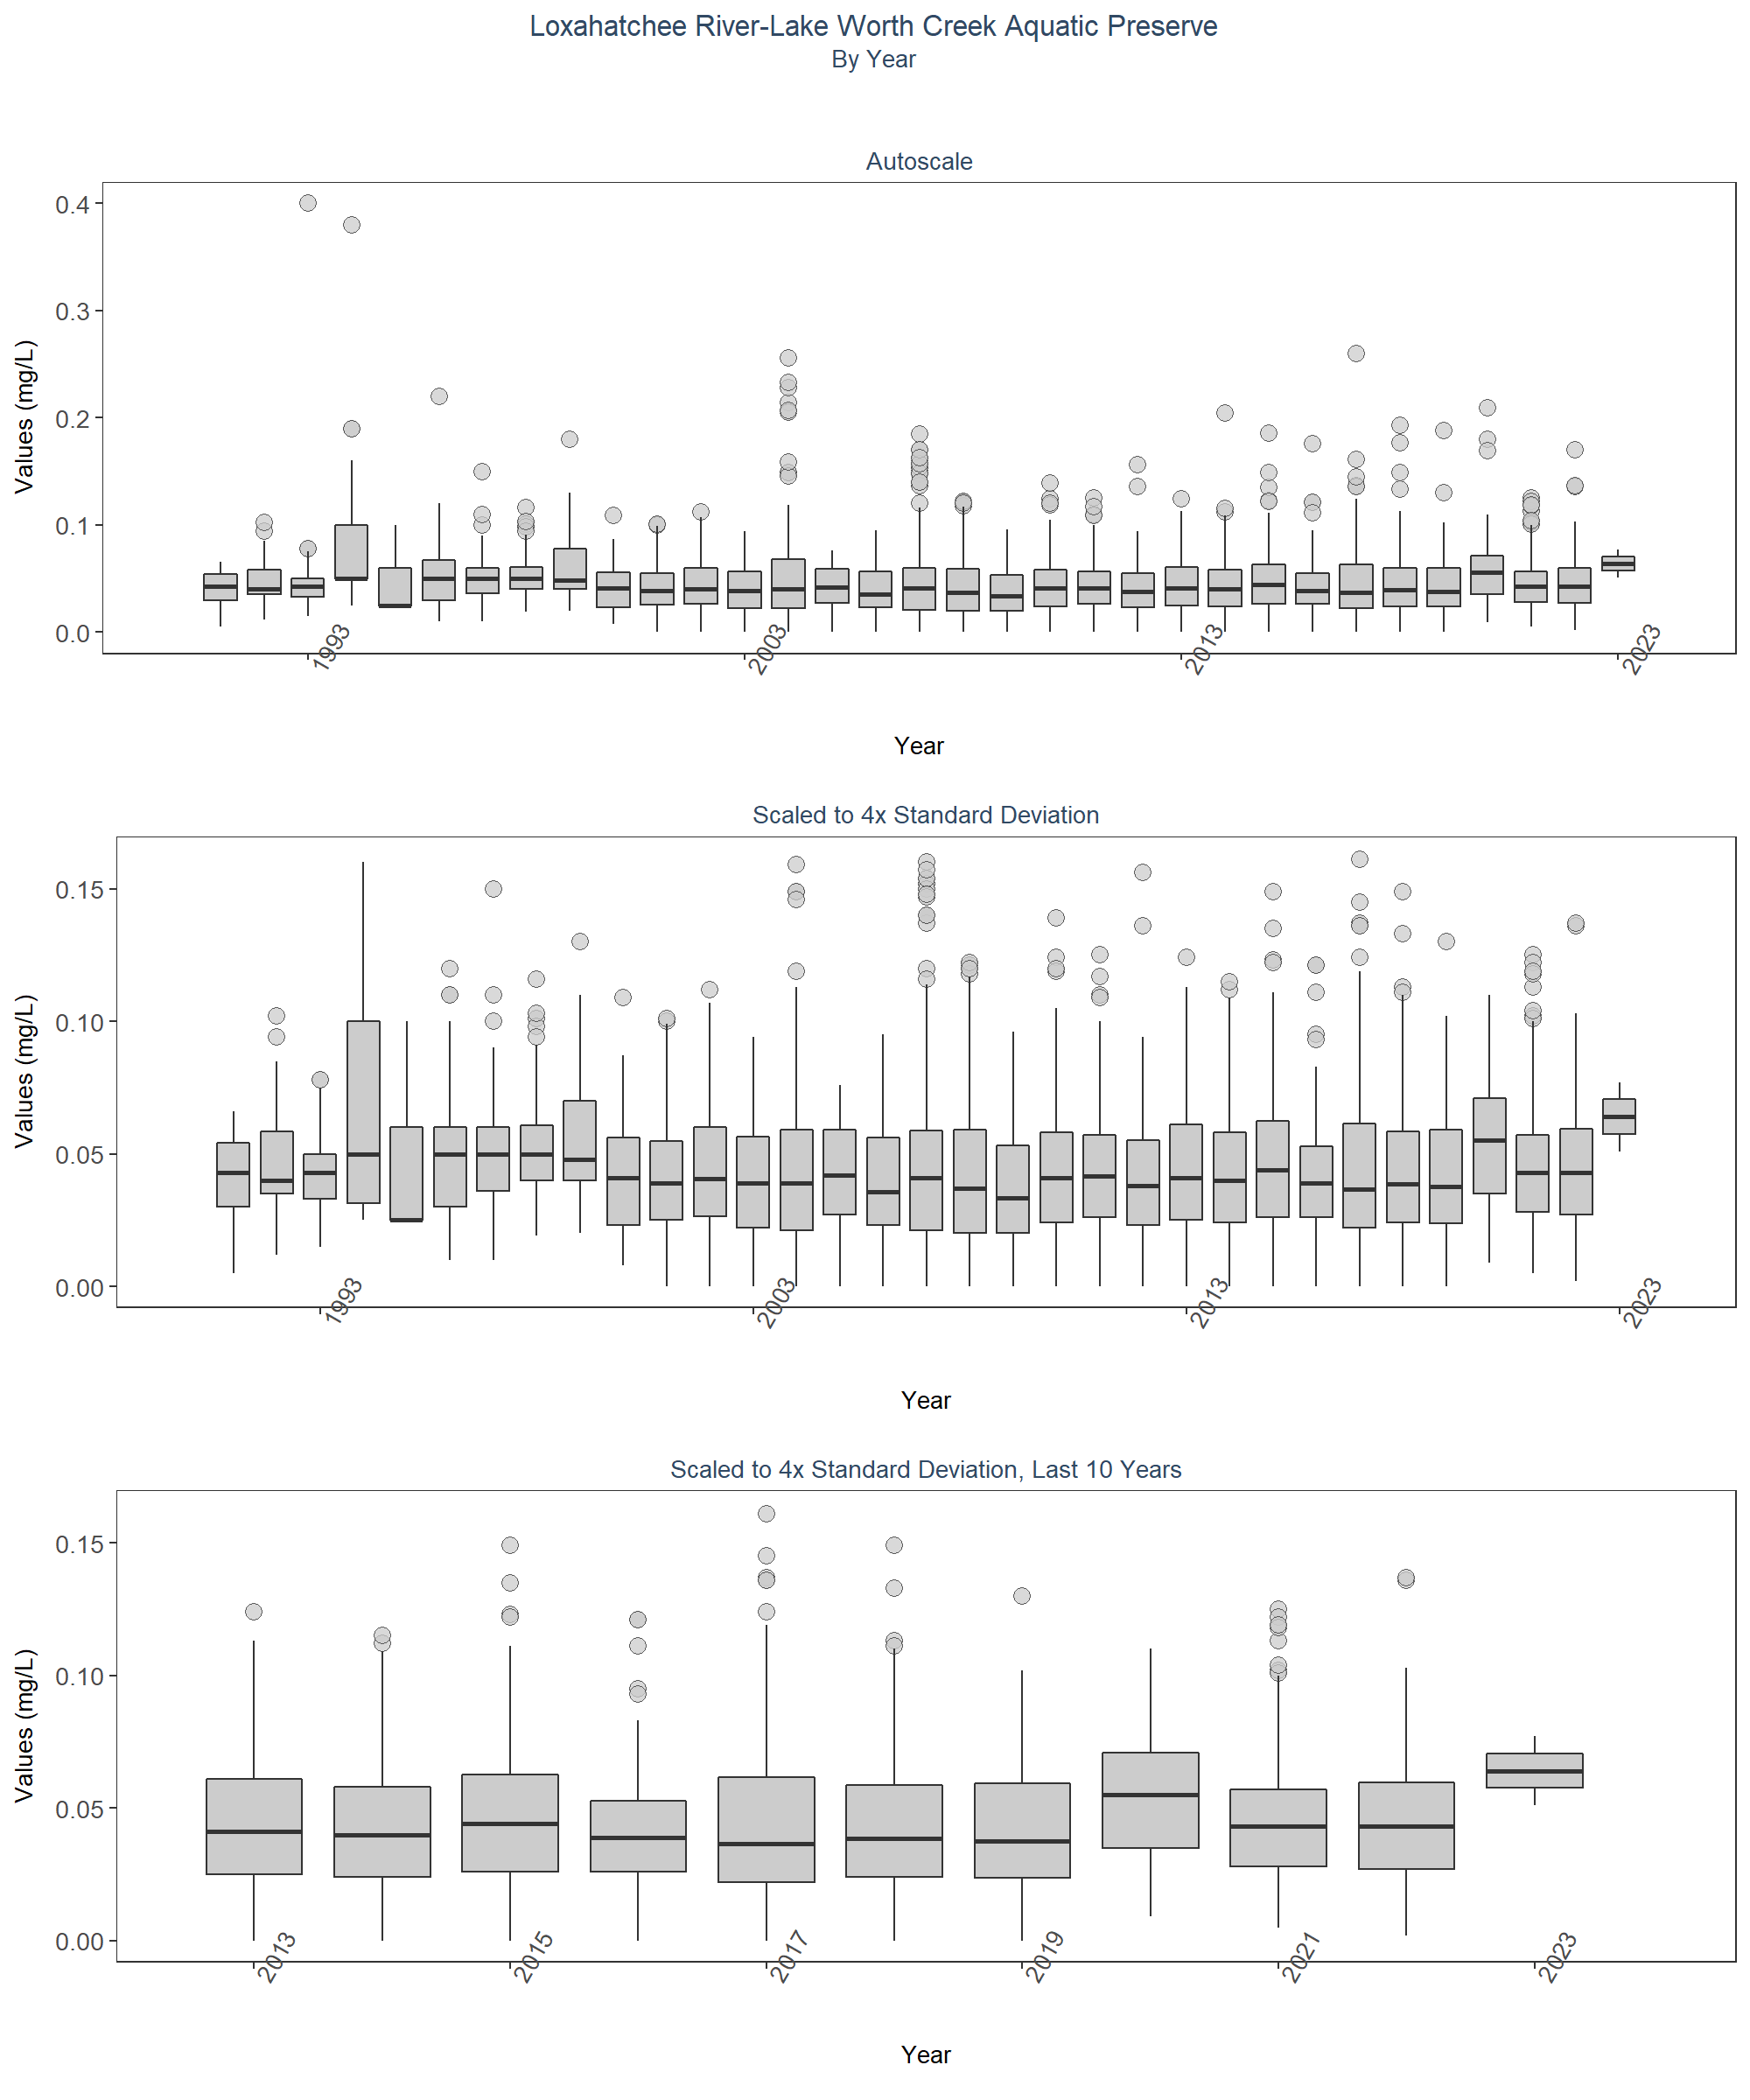 Loxahatchee River-Lake Worth Creek Aquatic Preserve
By Year
Autoscale
Values (mg/L)
0.4
0.3
0.2
0.1
0.0
1993
2003
2013
2023
Year
Scaled to 4x Standard Deviation
Values (mg/L)
0.15
0.10
0.05
0.00
1993
2003
2013
2023
Year
Scaled to 4x Standard Deviation, Last 10 Years
Values (mg/L)
0.15
0.10
0.05
0.00
2013
2015
2017
2019
2021
2023
Year